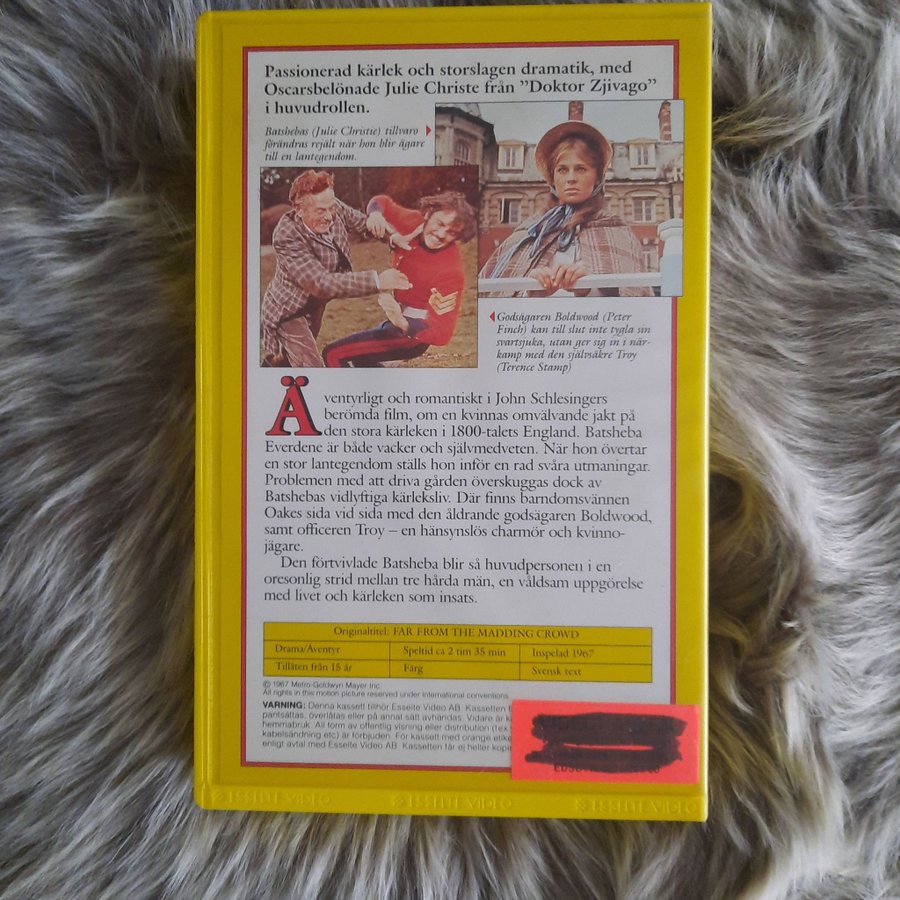 Passionerad kärlek och storslagen dramatik, med
Oscarsbelönade Julie Christe från ”Doktor Zjivago”
i huvudrollen.
Batshebas (Julie Christie) tillvaro
förändras rejält när hon blir ägare
till en lantegendom.
Godsägaren Boldwood (Peter
Finch) kan till slut inte tygla sin
svartsjuka, utan ger sig in i när-
kamp med den självsäkre Troy
(Terence Stamp)
Äventyrligt och romantiskt i John Schlesingers
berömda film, om en kvinnas omvälvande jakt på
den stora kärleken i 1800-talets England. Batsheba
Everdene är både vacker och självmedveten. När hon övertar
en stor lantegendom ställs hon inför en rad svåra utmaningar.
Problemen med att driva gården överskuggas dock av
Batshebas vidlyftiga kärleksliv. Där finns barndomsvännen
Oakes sida vid sida med den åldrande godsägaren Boldwood,
samt officeren Troy – en hänsynslös charmör och kvinno-
jägare.
Den förtvivlade Batsheba blir så huvudpersonen i en
oresonlig strid mellan tre hårda män, en våldsam uppgörelse
med livet och kärleken som insats.
Originaltitel: FAR FROM THE MADDING CROWD
Drama/Äventyr Speltid ca 2 tim 35 min Inspelad 1967
Tillåten från 15 år Färg Svensk text
© 1967 Metro-Goldwyn Mayer Inc.
All rights in this motion picture reserved under international conventions.
VARNING: Denna kassett tillhör Esselte Video AB. Kassetten f
pantsättas, överlåtas eller på annat sätt avhändas. Vidare är k
hemmabruk. All form av offentlig visning eller distribution (tex
kabelsändning etc) är förbjuden. För kassett med orange etike
enligt avtal med Esselte Video AB. Kassetten får ej heller kopi
ESSELTE VIDEO ESSELTE VIDEO ESSELTE VIDEO